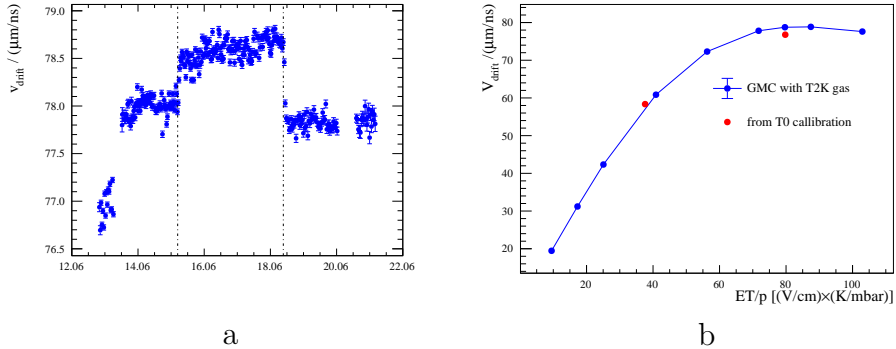 v_drift / (μm/ns)
79.0
78.5
78.0
77.5
77.0
76.5
12.06 14.06 16.06 18.06 20.06 22.06
a
V_drift / (μm/ns)
80
70
60
50
40
30
20
GMC with T2K gas
from T0 callibration
20 40 60 80 100
ET/p [(V/cm)×(K/mbar)]
b